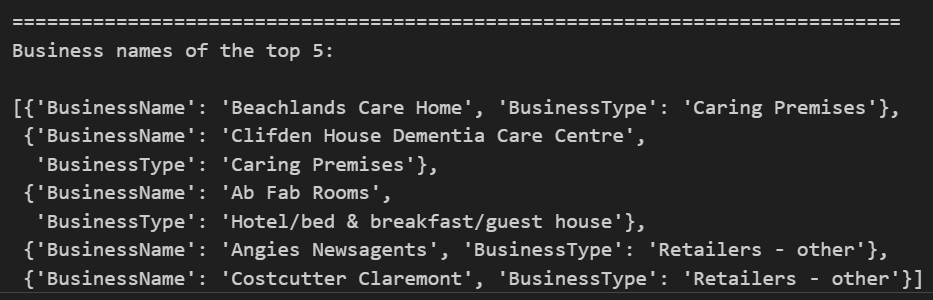 ==============================================================================
Business names of the top 5:
[{'BusinessName': 'Beachlands Care Home', 'BusinessType': 'Caring Premises'},
{'BusinessName': 'Clifden House Dementia Care Centre',
'BusinessType': 'Caring Premises'},
{'BusinessName': 'Ab Fab Rooms',
'BusinessType': 'Hotel/bed & breakfast/guest house'},
{'BusinessName': 'Angies Newsagents', 'BusinessType': 'Retailers - other'},
{'BusinessName': 'Costcutter Claremont', 'BusinessType': 'Retailers - other'}]